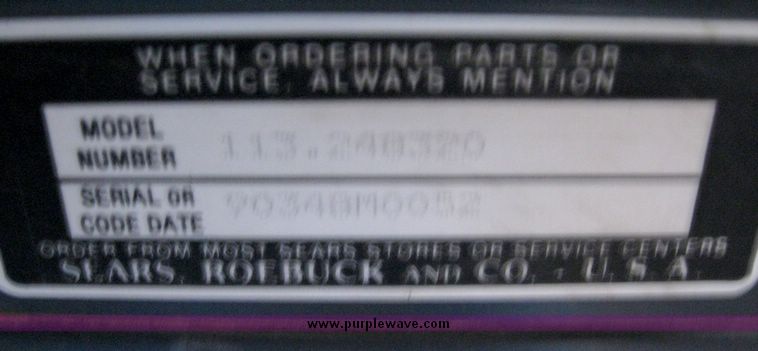 WHEN ORDERING PARTS OR
SERVICE, ALWAYS MENTION
MODEL
NUMBER 113.248320
SERIAL OR
CODE DATE 90348M0052
ORDER FROM MOST SEARS STORES OR SERVICE CENTERS
SEARS, ROEBUCK AND CO. - U.S.A.
www.purplewave.com